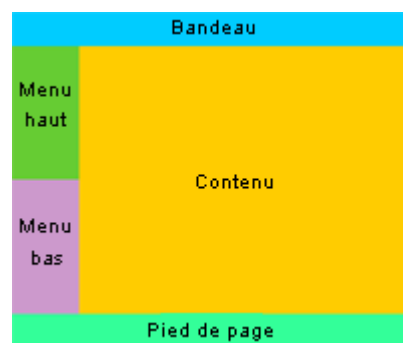 Bandeau
Menu
haut
Contenu
Menu
bas
Pied de page